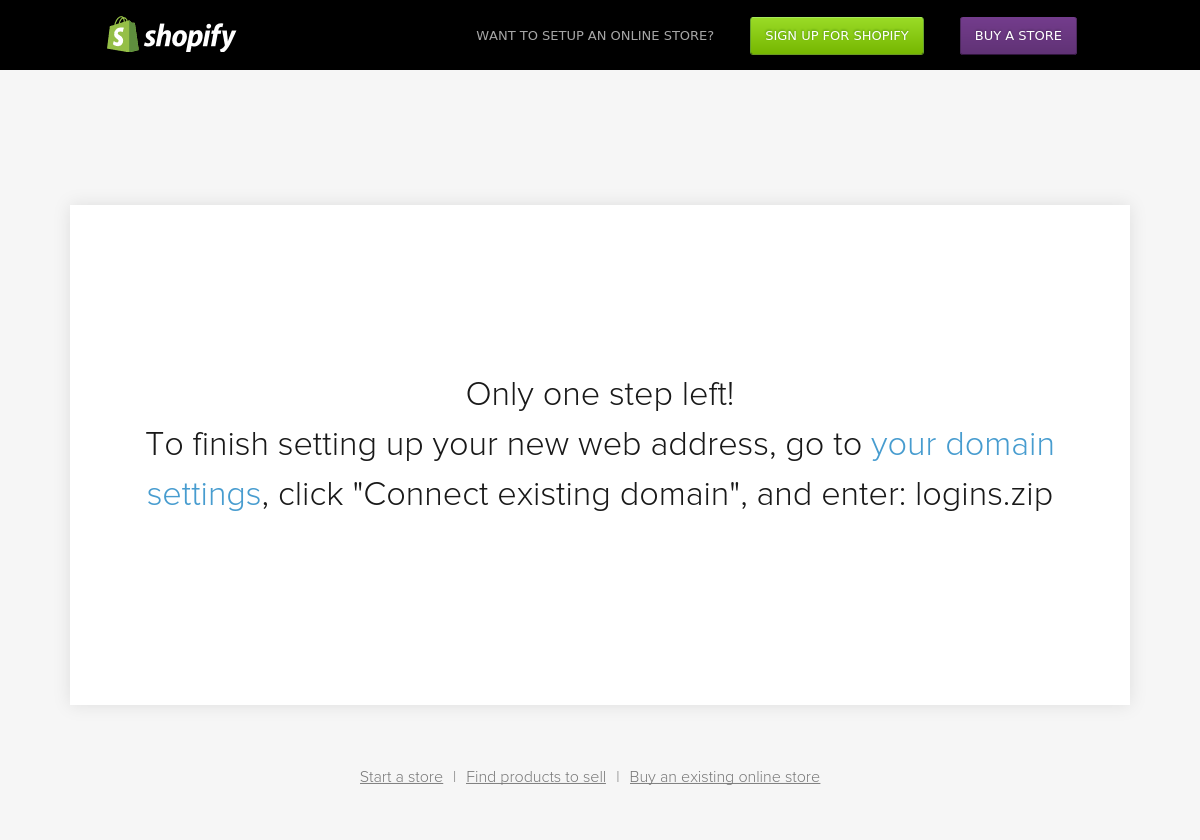 shopify
WANT TO SETUP AN ONLINE STORE?
SIGN UP FOR SHOPIFY
BUY A STORE
Only one step left!
To finish setting up your new web address, go to your domain
settings, click "Connect existing domain", and enter: logins.zip
Start a store | Find products to sell | Buy an existing online store